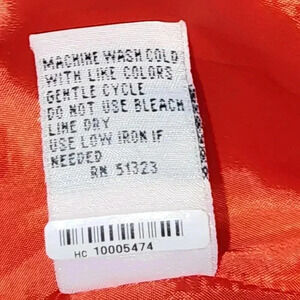 MACHINE WASH COLD
WITH LIKE COLORS
GENTLE CYCLE
DO NOT USE BLEACH
LINE DRY
USE LOW IRON IF
NEEDED
RN 51323
HC 10005474